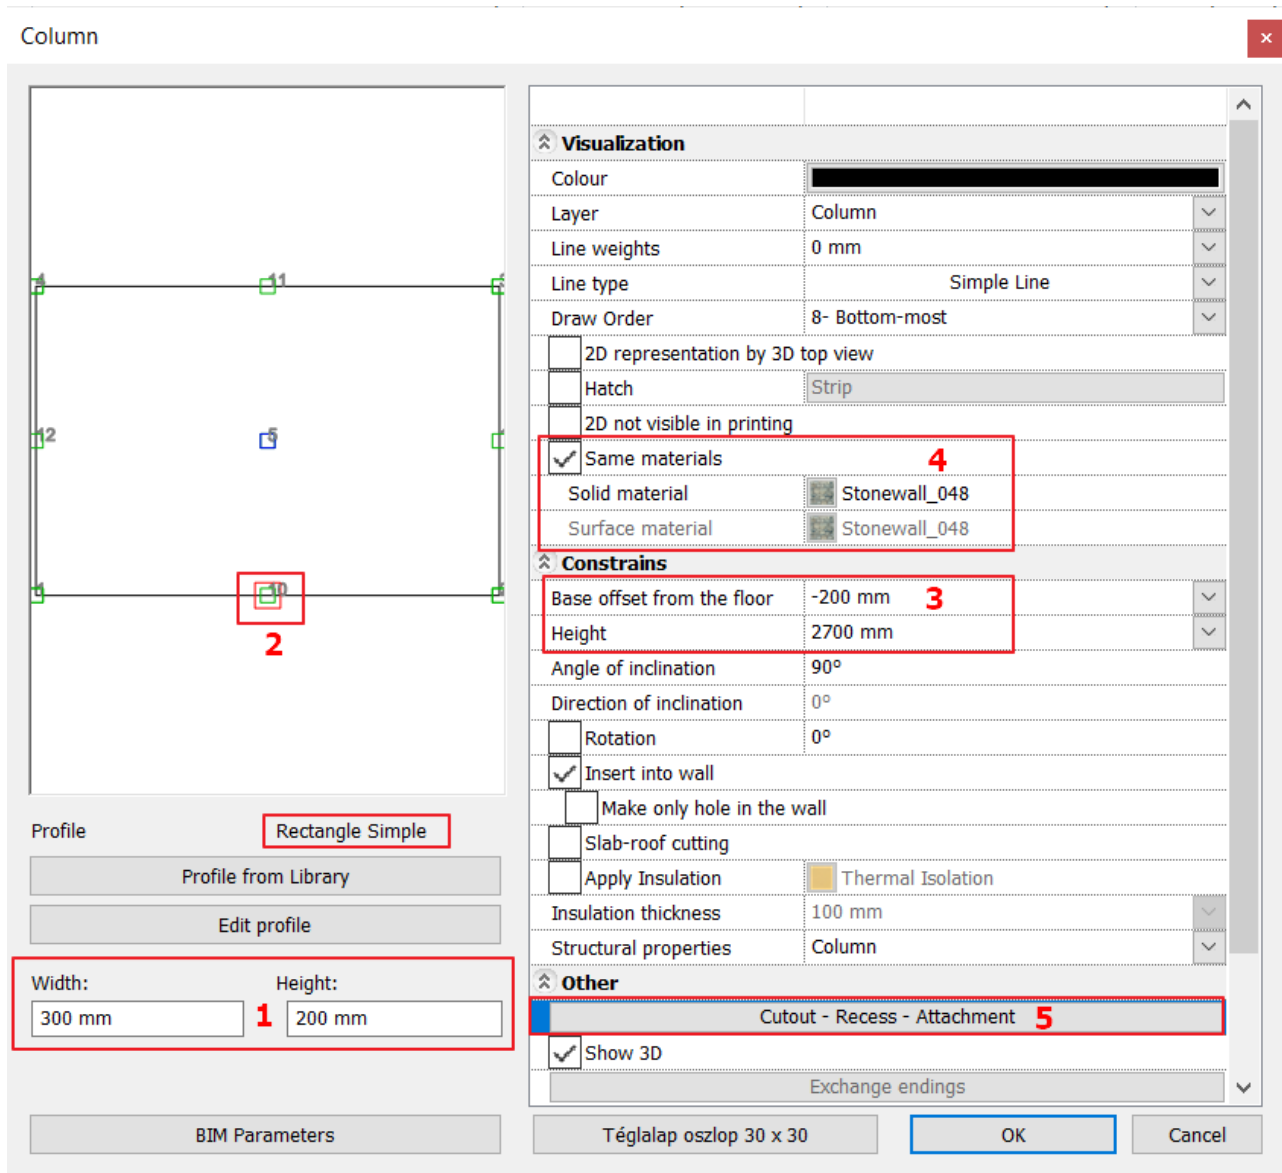 Column
Visualization
Colour
Layer Column
Line weights 0 mm
Line type Simple Line
Draw Order 8- Bottom-most
2D representation by 3D top view
Hatch Strip
2D not visible in printing
Same materials 4
Solid material Stonewall_048
Surface material Stonewall_048
Constrains
Base offset from the floor -200 mm 3
Height 2700 mm
Angle of inclination 90°
Direction of inclination 0°
Rotation 0°
Insert into wall
Make only hole in the wall
Slab-roof cutting
Apply Insulation Thermal Isolation
Insulation thickness 100 mm
Structural properties Column
Other
Cutout - Recess - Attachment 5
Show 3D
Exchange endings
4 11
12 5
10
2
Profile Rectangle Simple
Profile from Library
Edit profile
Width: Height:
300 mm 1 200 mm
BIM Parameters
Téglalap oszlop 30 x 30
OK
Cancel